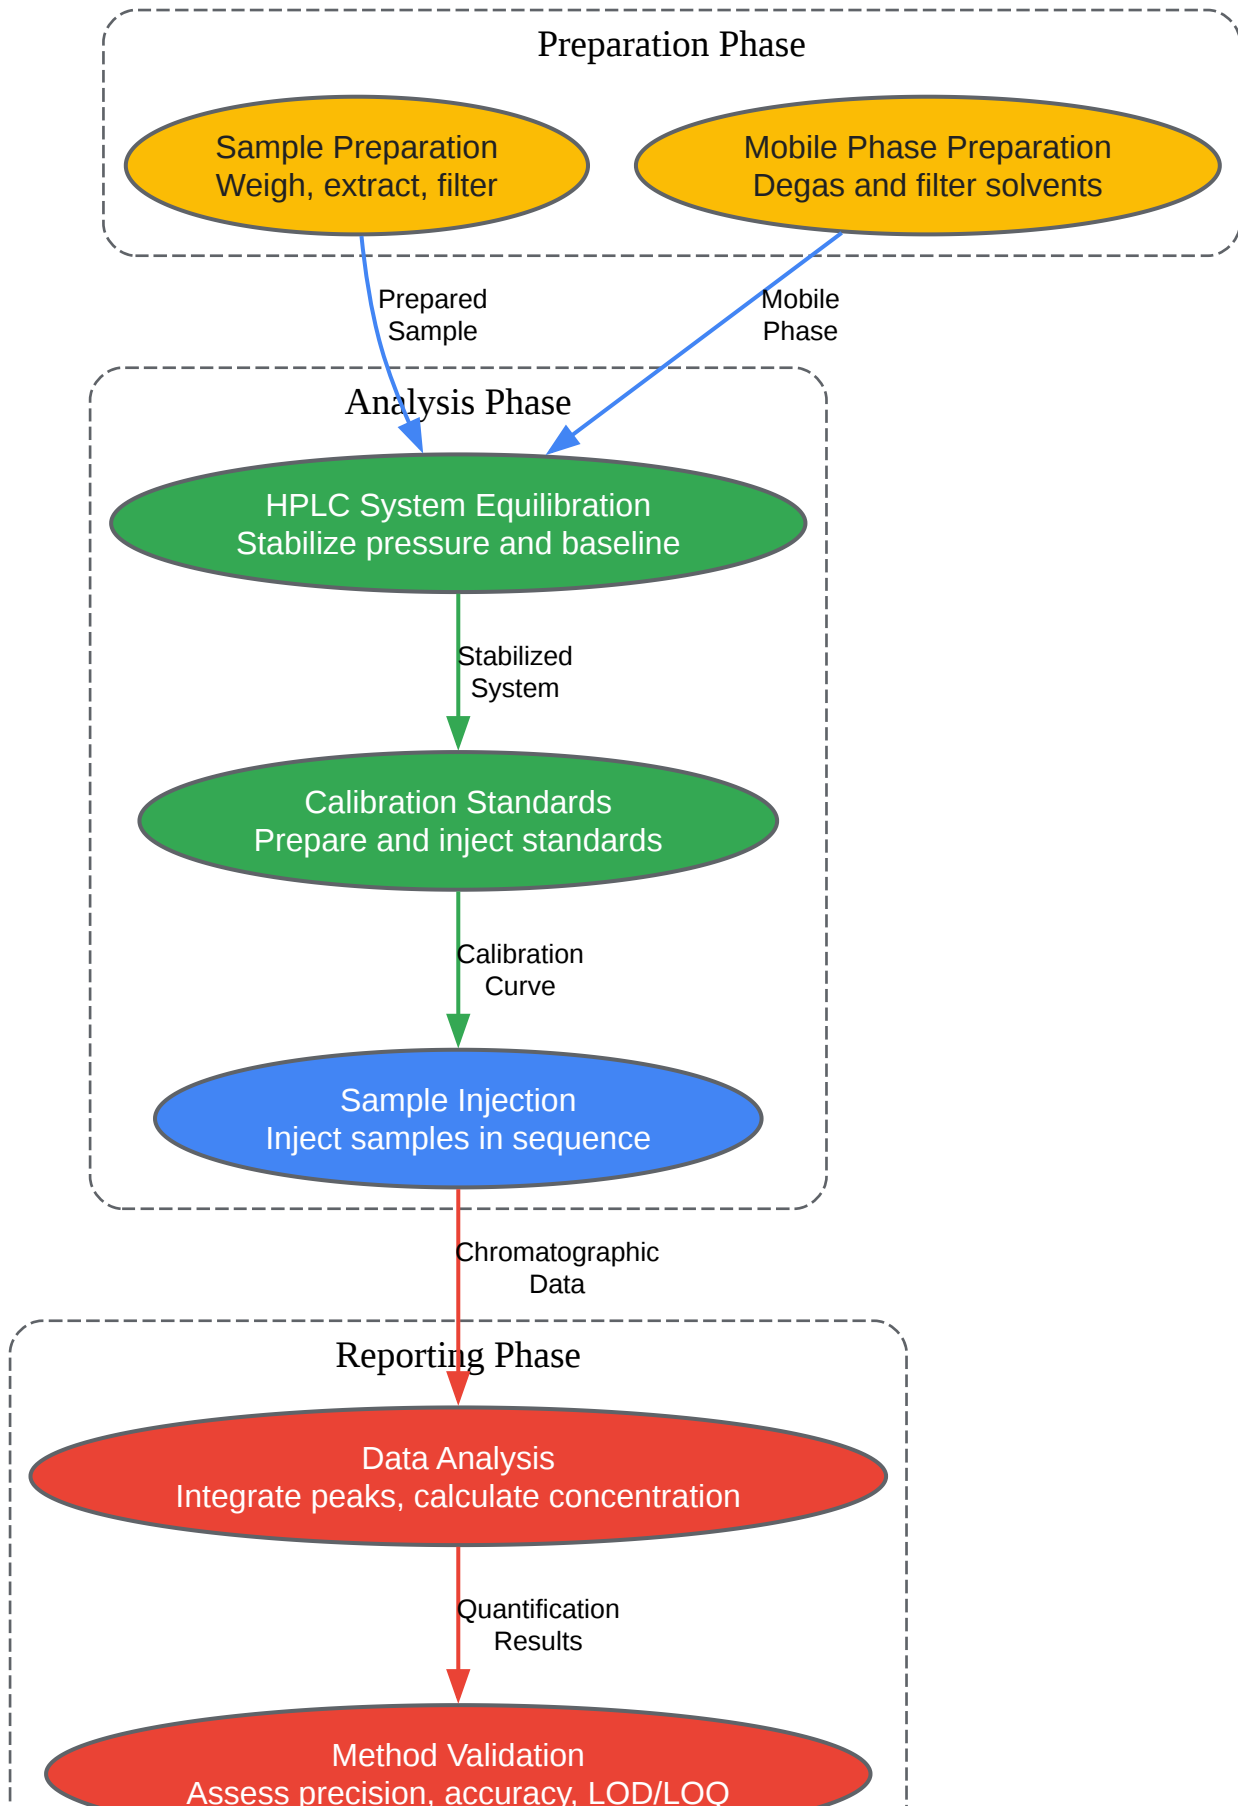 Preparation Phase
Sample Preparation
Weigh, extract, filter
Mobile Phase Preparation
Degas and filter solvents
Prepared
Sample
Mobile
Phase
Analysis Phase
HPLC System Equilibration
Stabilize pressure and baseline
Stabilized
System
Calibration Standards
Prepare and inject standards
Calibration
Curve
Sample Injection
Inject samples in sequence
Chromatographic
Data
Reporting Phase
Data Analysis
Integrate peaks, calculate concentration
Quantification
Results
Method Validation
Assess precision, accuracy, LOD/LOQ